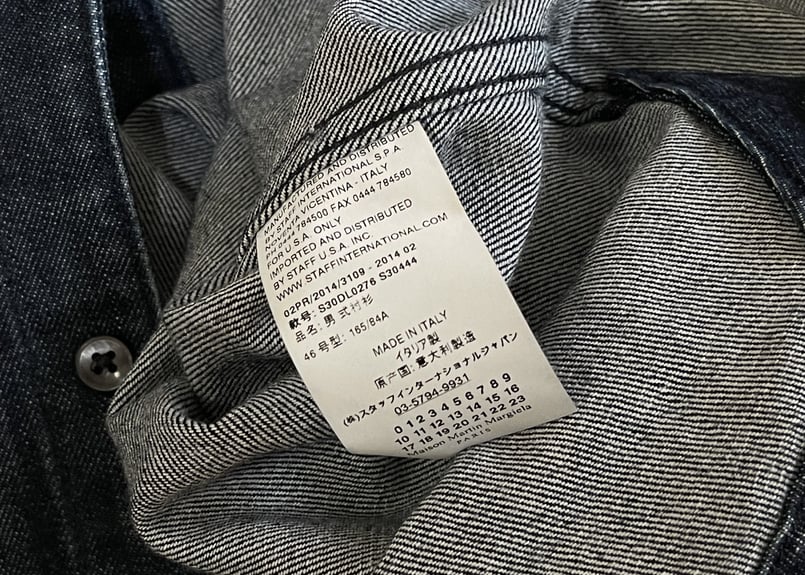 MANUFACTURED AND DISTRIBUTED
STAFF INTERNATIONAL S.P.A.
NOVENTA VICENTINA - ITALY
0444 784500 FAX 0444 784580
FOR U.S.A. ONLY
IMPORTED AND DISTRIBUTED
BY STAFF U.S.A. INC.
WWW.STAFFINTERNATIONAL.COM
02PR/2014/3109 - 2014 02
款号: S30DL0276 S30444
品名: 男式衬衫
46 号型: 165/84A
MADE IN ITALY
イタリア製
原产国: 意大利製造
(株)スタッフインターナショナルジャパン
03-5794-9931
0 1 2 3 4 5 6 7 8 9
10 11 12 13 14 15 16
17 18 19 20 21 22 23
Maison Martin Margiela
PARIS